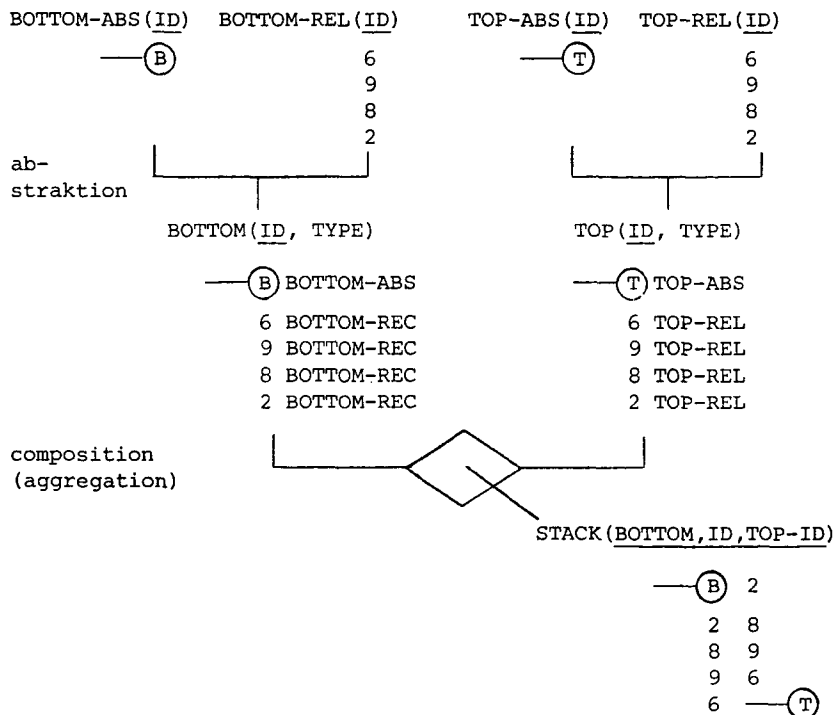 BOTTOM-ABS(ID) BOTTOM-REL(ID) TOP-ABS(ID) TOP-REL(ID)
B 6 T 6
9 9
8 8
2 2
ab-
straktion
BOTTOM(ID, TYPE) TOP(ID, TYPE)
B BOTTOM-ABS T TOP-ABS
6 BOTTOM-REC 6 TOP-REL
9 BOTTOM-REC 9 TOP-REL
8 BOTTOM-REC 8 TOP-REL
2 BOTTOM-REC 2 TOP-REL
composition
(aggregation)
STACK(BOTTOM,ID,TOP-ID)
B 2
2 8
8 9
9 6
6 T